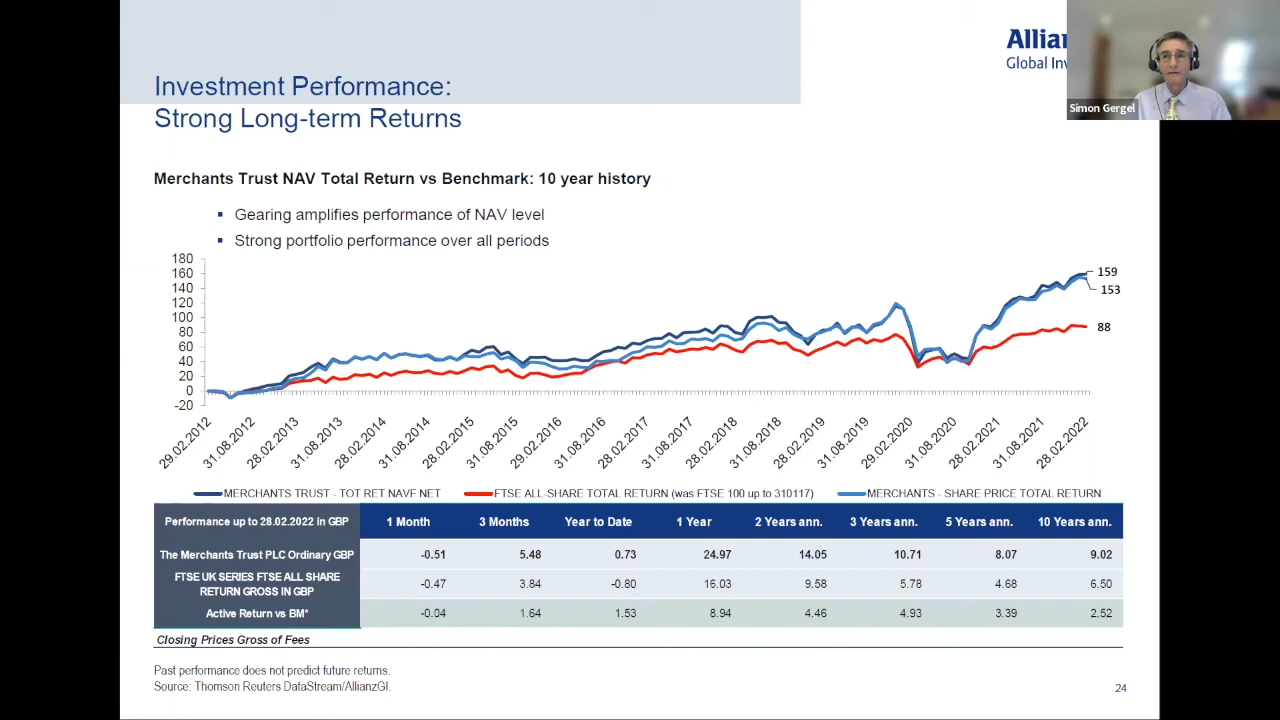 Allian
Global Inv
Simon Gergel
Investment Performance:
Strong Long-term Returns
Merchants Trust NAV Total Return vs Benchmark: 10 year history
▪ Gearing amplifies performance of NAV level
▪ Strong portfolio performance over all periods
180
160
140
120
100
80
60
40
20
0
-20
159
153
88
29.02.2012
31.08.2012
28.02.2013
31.08.2013
28.02.2014
31.08.2014
28.02.2015
31.08.2015
29.02.2016
31.08.2016
28.02.2017
31.08.2017
28.02.2018
31.08.2018
28.02.2019
31.08.2019
29.02.2020
31.08.2020
28.02.2021
31.08.2021
28.02.2022
MERCHANTS TRUST - TOT RET NAVF NET FTSE ALL-SHARE TOTAL RETURN (was FTSE 100 up to 310117) MERCHANTS - SHARE PRICE TOTAL RETURN
Performance up to 28.02.2022 in GBP 1 Month 3 Months Year to Date 1 Year 2 Years ann. 3 Years ann. 5 Years ann. 10 Years ann.
The Merchants Trust PLC Ordinary GBP -0.51 5.48 0.73 24.97 14.05 10.71 8.07 9.02
FTSE UK SERIES FTSE ALL SHARE
RETURN GROSS IN GBP -0.47 3.84 -0.80 16.03 9.58 5.78 4.68 6.50
Active Return vs BM* -0.04 1.64 1.53 8.94 4.46 4.93 3.39 2.52
Closing Prices Gross of Fees
Past performance does not predict future returns.
Source: Thomson Reuters DataStream/AllianzGI.
24